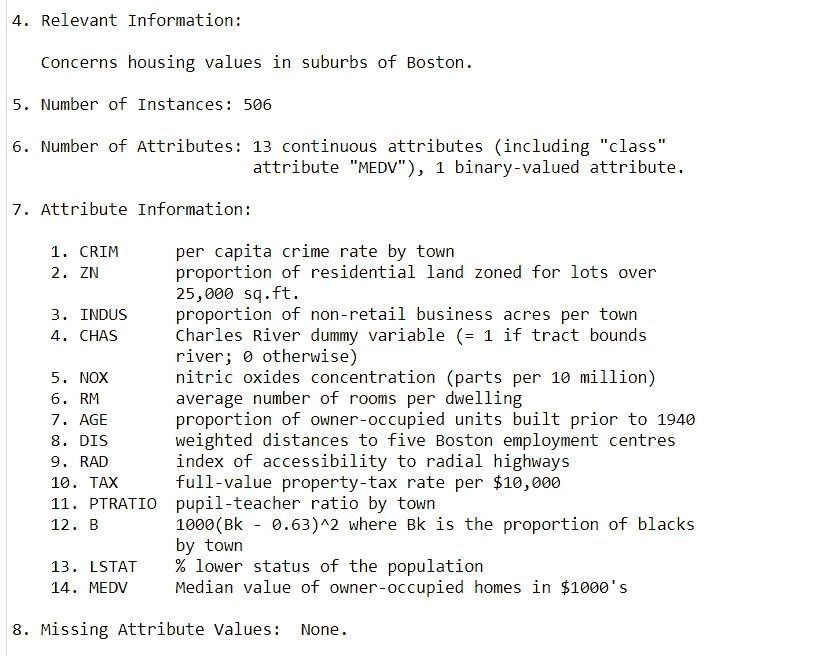 4. Relevant Information:
Concerns housing values in suburbs of Boston.
5. Number of Instances: 506
6. Number of Attributes: 13 continuous attributes (including "class"
attribute "MEDV"), 1 binary-valued attribute.
7. Attribute Information:
1. CRIM per capita crime rate by town
2. ZN proportion of residential land zoned for lots over
25,000 sq.ft.
3. INDUS proportion of non-retail business acres per town
4. CHAS Charles River dummy variable (= 1 if tract bounds
river; 0 otherwise)
5. NOX nitric oxides concentration (parts per 10 million)
6. RM average number of rooms per dwelling
7. AGE proportion of owner-occupied units built prior to 1940
8. DIS weighted distances to five Boston employment centres
9. RAD index of accessibility to radial highways
10. TAX full-value property-tax rate per $10,000
11. PTRATIO pupil-teacher ratio by town
12. B 1000(Bk - 0.63)^2 where Bk is the proportion of blacks
by town
13. LSTAT % lower status of the population
14. MEDV Median value of owner-occupied homes in $1000's
8. Missing Attribute Values: None.